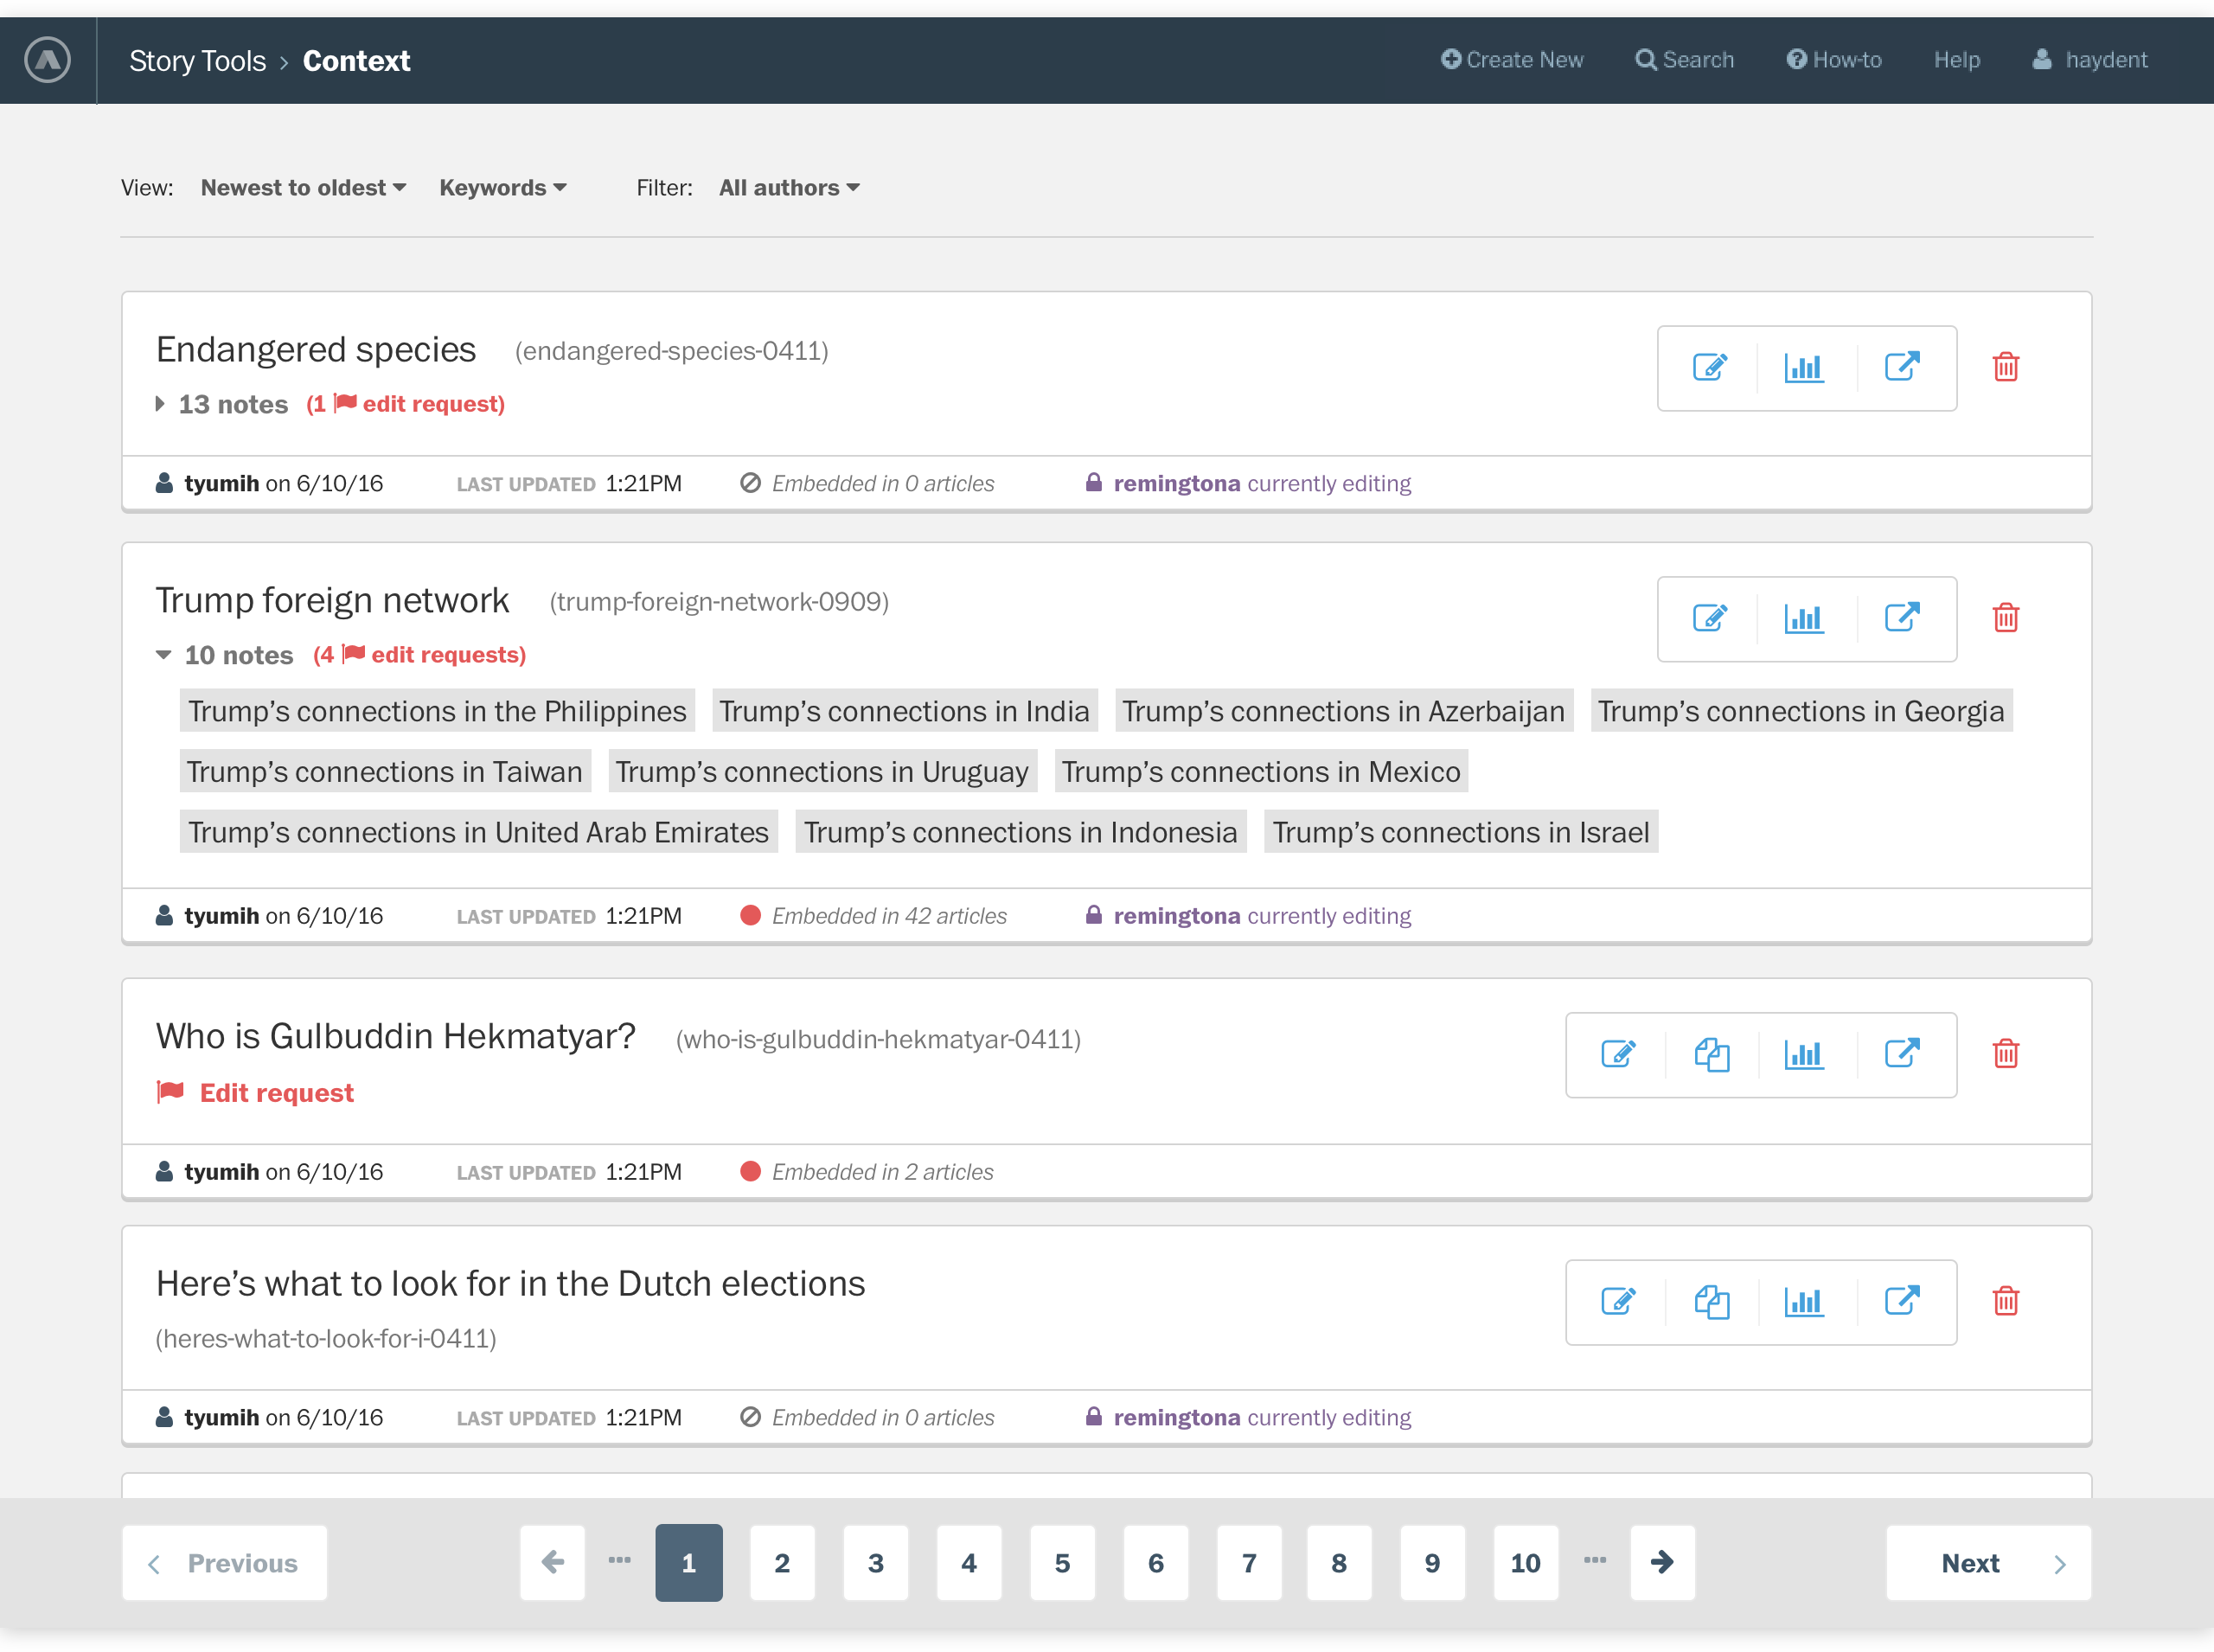 Story Tools › Context Create New Search How-to Help haydent
View: Newest to oldest Keywords Filter: All authors
Endangered species (endangered-species-0411)
13 notes (1 edit request)
tyumih on 6/10/16 LAST UPDATED 1:21PM Embedded in 0 articles remingtona currently editing
Trump foreign network (trump-foreign-network-0909)
10 notes (4 edit requests)
Trump’s connections in the Philippines Trump’s connections in India Trump’s connections in Azerbaijan Trump’s connections in Georgia
Trump’s connections in Taiwan Trump’s connections in Uruguay Trump’s connections in Mexico
Trump’s connections in United Arab Emirates Trump’s connections in Indonesia Trump’s connections in Israel
tyumih on 6/10/16 LAST UPDATED 1:21PM Embedded in 42 articles remingtona currently editing
Who is Gulbuddin Hekmatyar? (who-is-gulbuddin-hekmatyar-0411)
Edit request
tyumih on 6/10/16 LAST UPDATED 1:21PM Embedded in 2 articles
Here’s what to look for in the Dutch elections
(heres-what-to-look-for-i-0411)
tyumih on 6/10/16 LAST UPDATED 1:21PM Embedded in 0 articles remingtona currently editing
Previous ... 1 2 3 4 5 6 7 8 9 10 ... Next